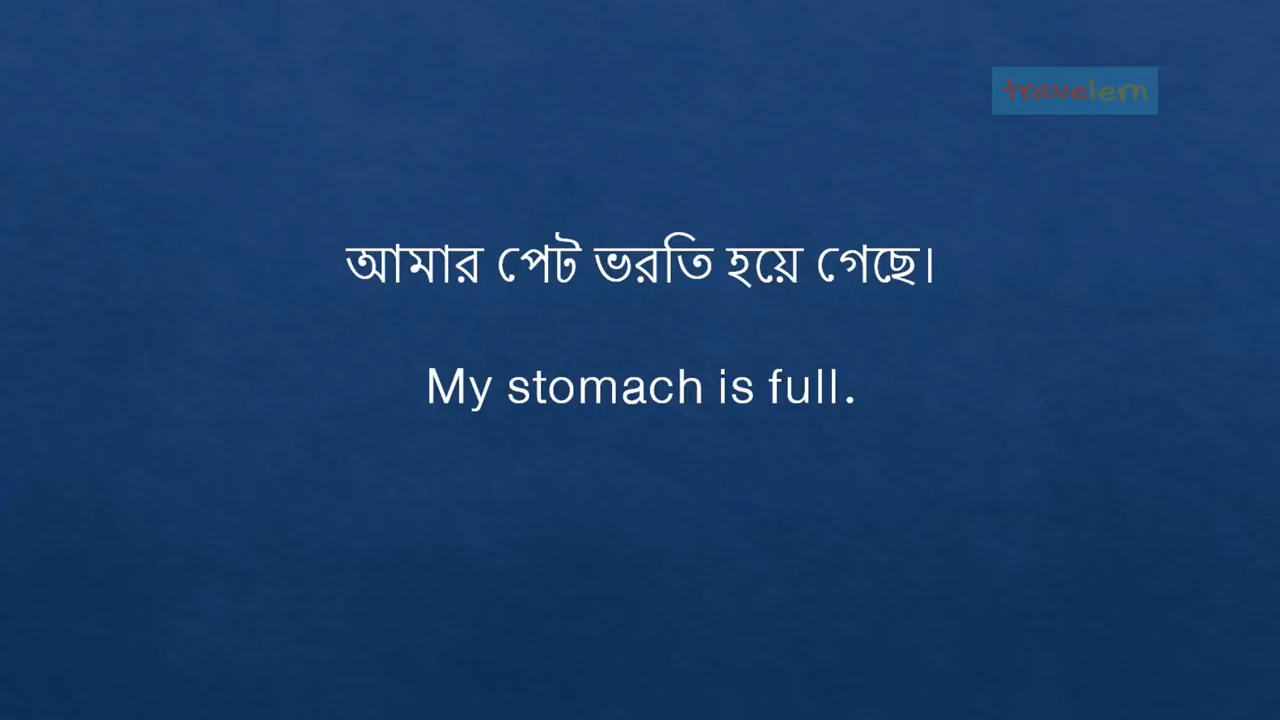 travelem
আমার পেট ভরতি হয়ে গেছে।
My stomach is full.